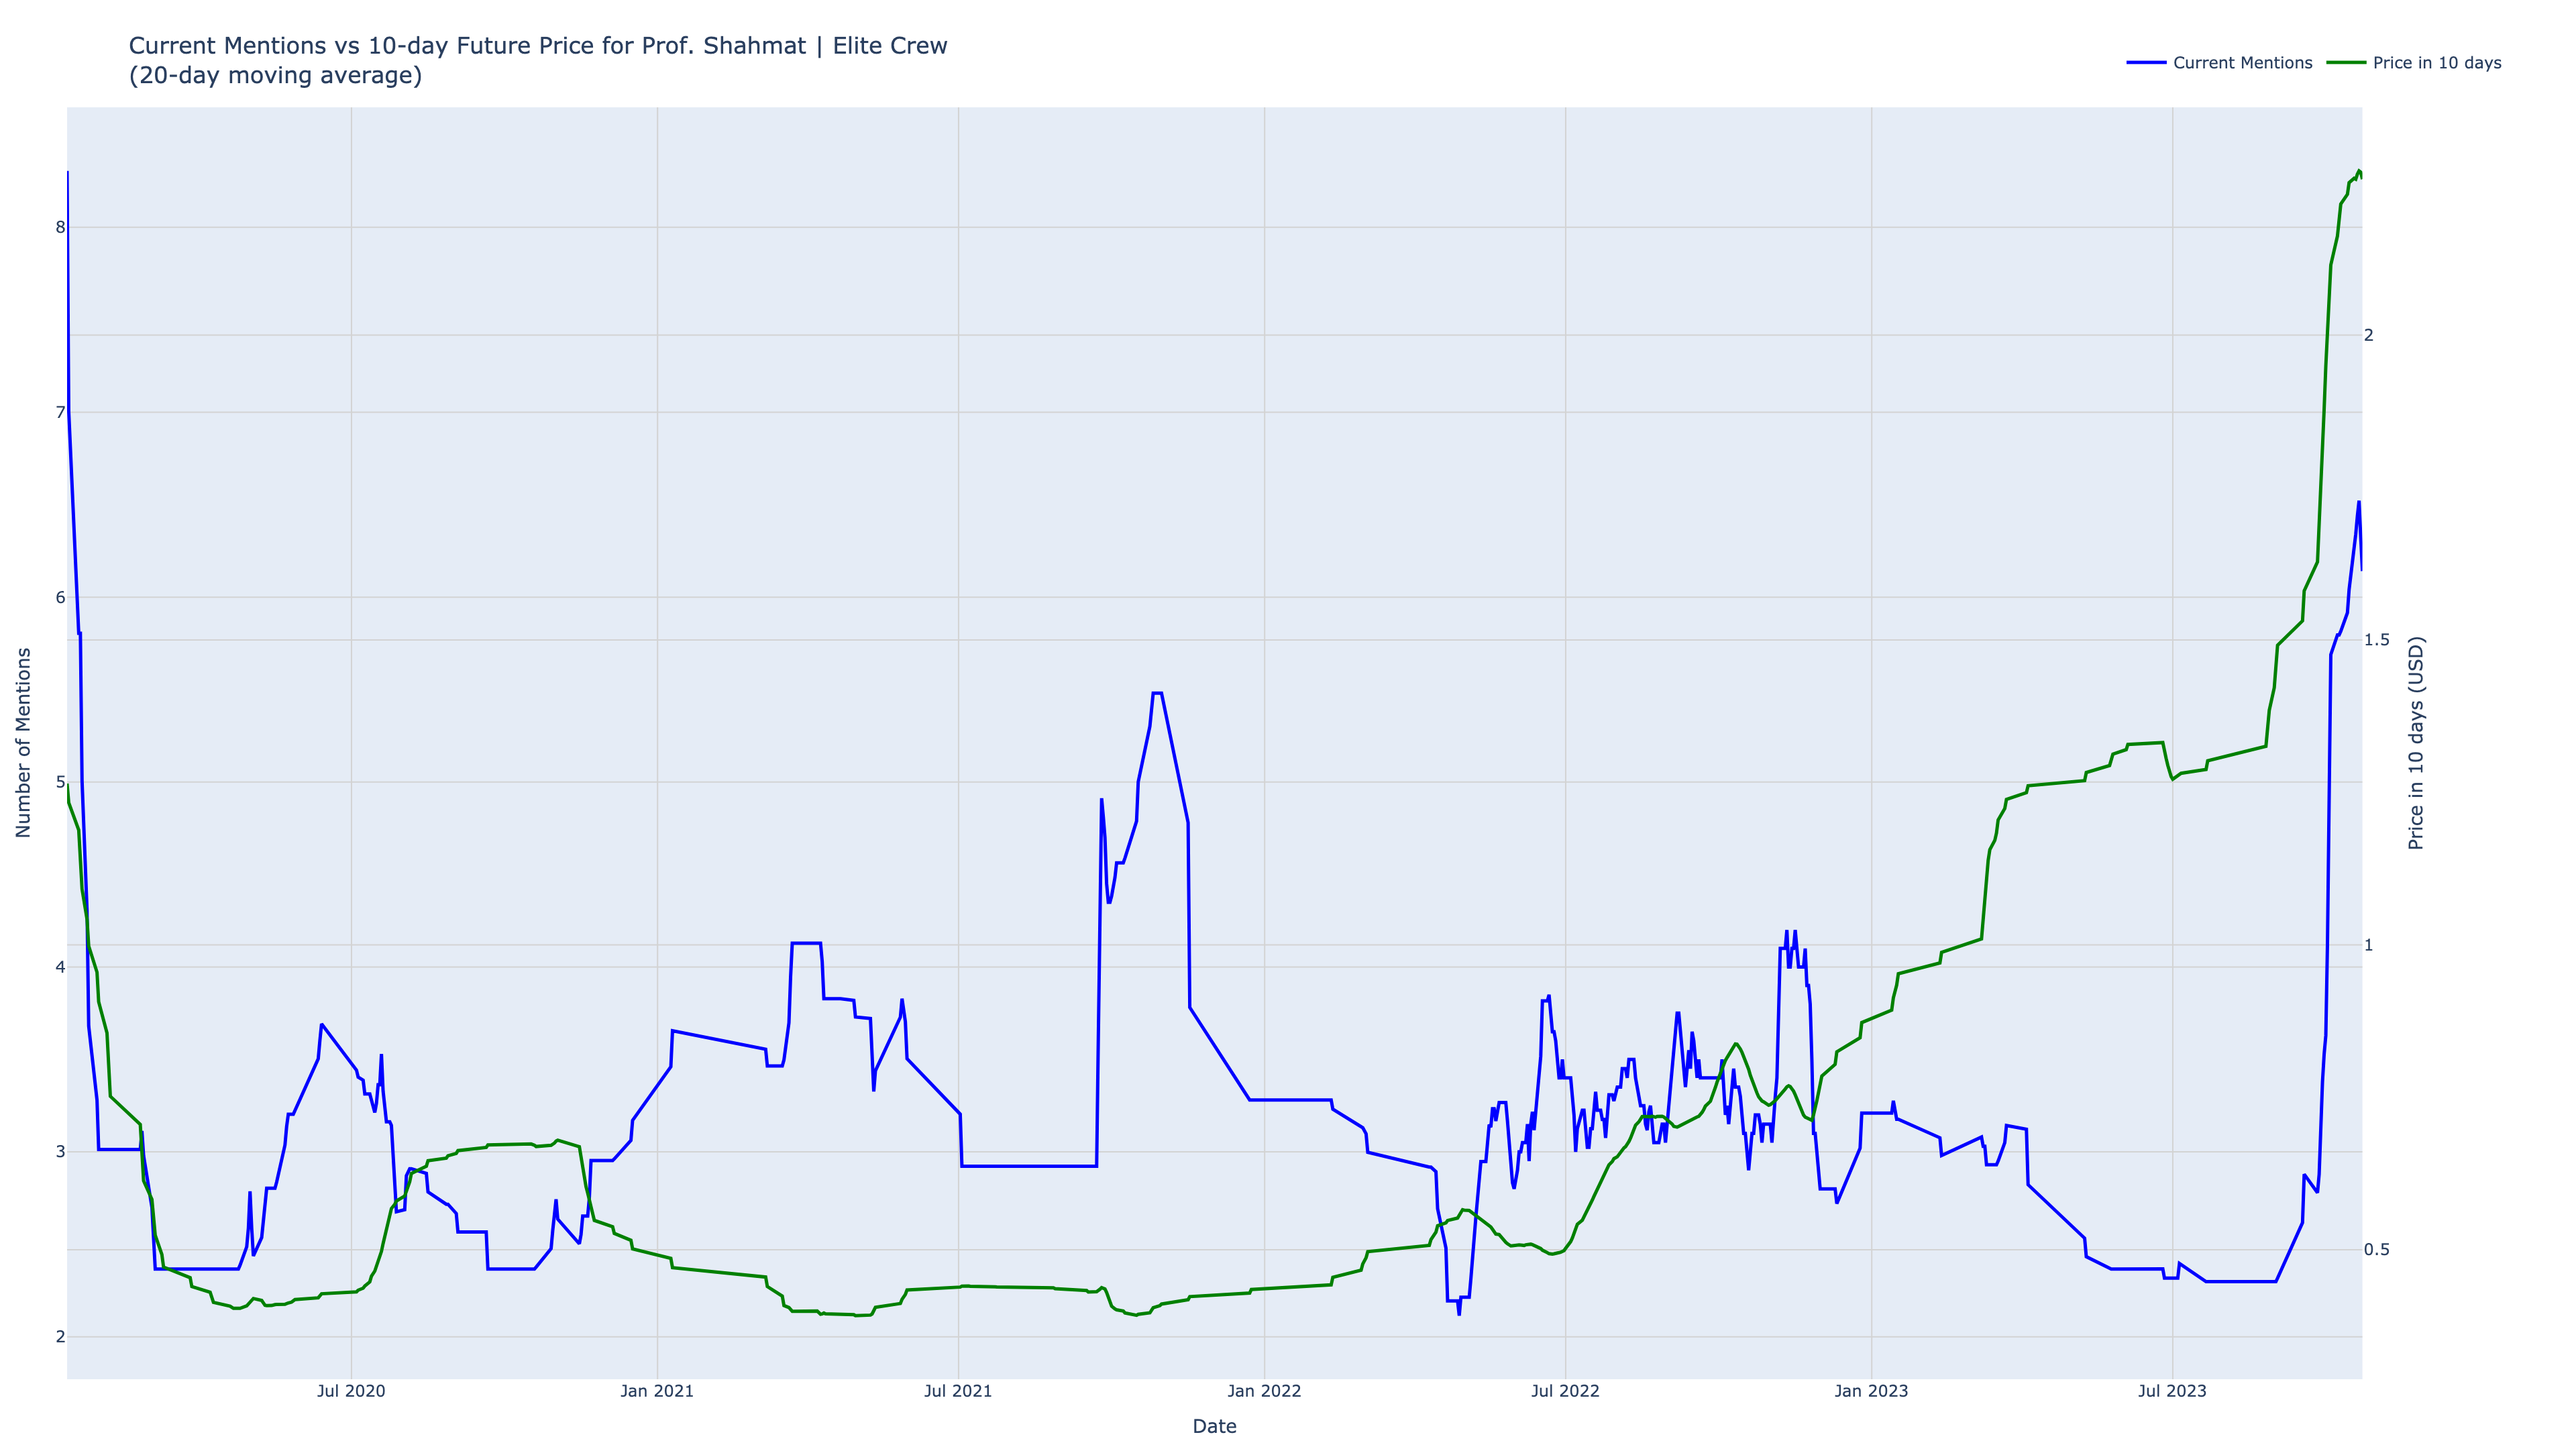 Current Mentions vs 10-day Future Price for Prof. Shahmat | Elite Crew
(20-day moving average)
Current Mentions
Price in 10 days
8
7
6
5
4
3
2
Number of Mentions
2
1.5
1
0.5
Price in 10 days (USD)
Jul 2020
Jan 2021
Jul 2021
Jan 2022
Jul 2022
Jan 2023
Jul 2023
Date